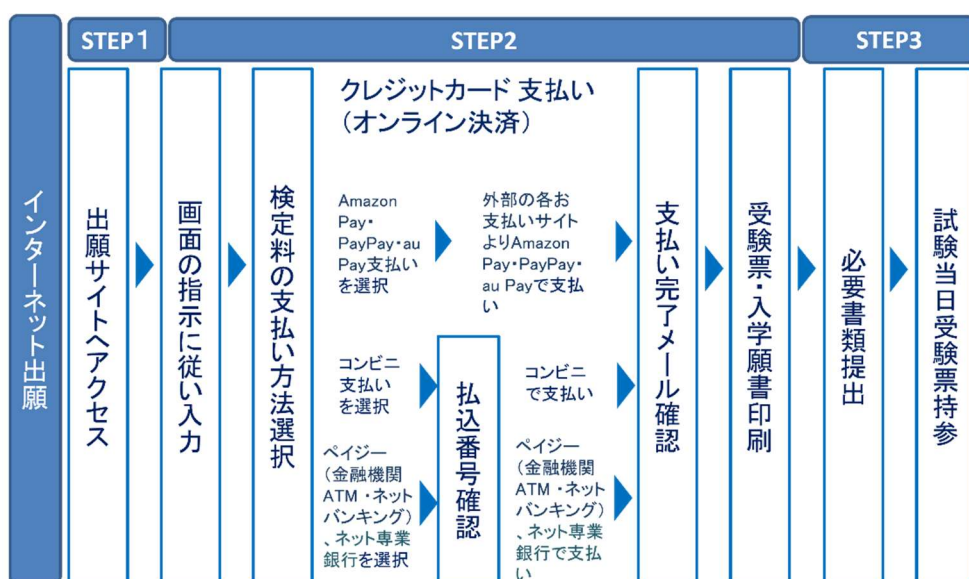 STEP1
STEP2
STEP3
インターネット出願
出願サイトへアクセス
画面の指示に従い入力
検定料の支払い方法選択
クレジットカード 支払い
(オンライン決済)
Amazon
Pay・
PayPay・au
Pay支払い
を選択
外部の各お
支払いサイト
よりAmazon
Pay・PayPay・
au Payで支払
い
コンビニ
支払い
を選択
払込番号確認
コンビニ
で支払い
ペイジー
(金融機関
ATM ・ネット
バンキング)
、ネット専業
銀行を選択
ペイジー
(金融機関
ATM ・ネット
バンキング)
、ネット専業
銀行で支払
い
支払い完了メール確認
受験票・入学願書印刷
必要書類提出
試験当日受験票持参